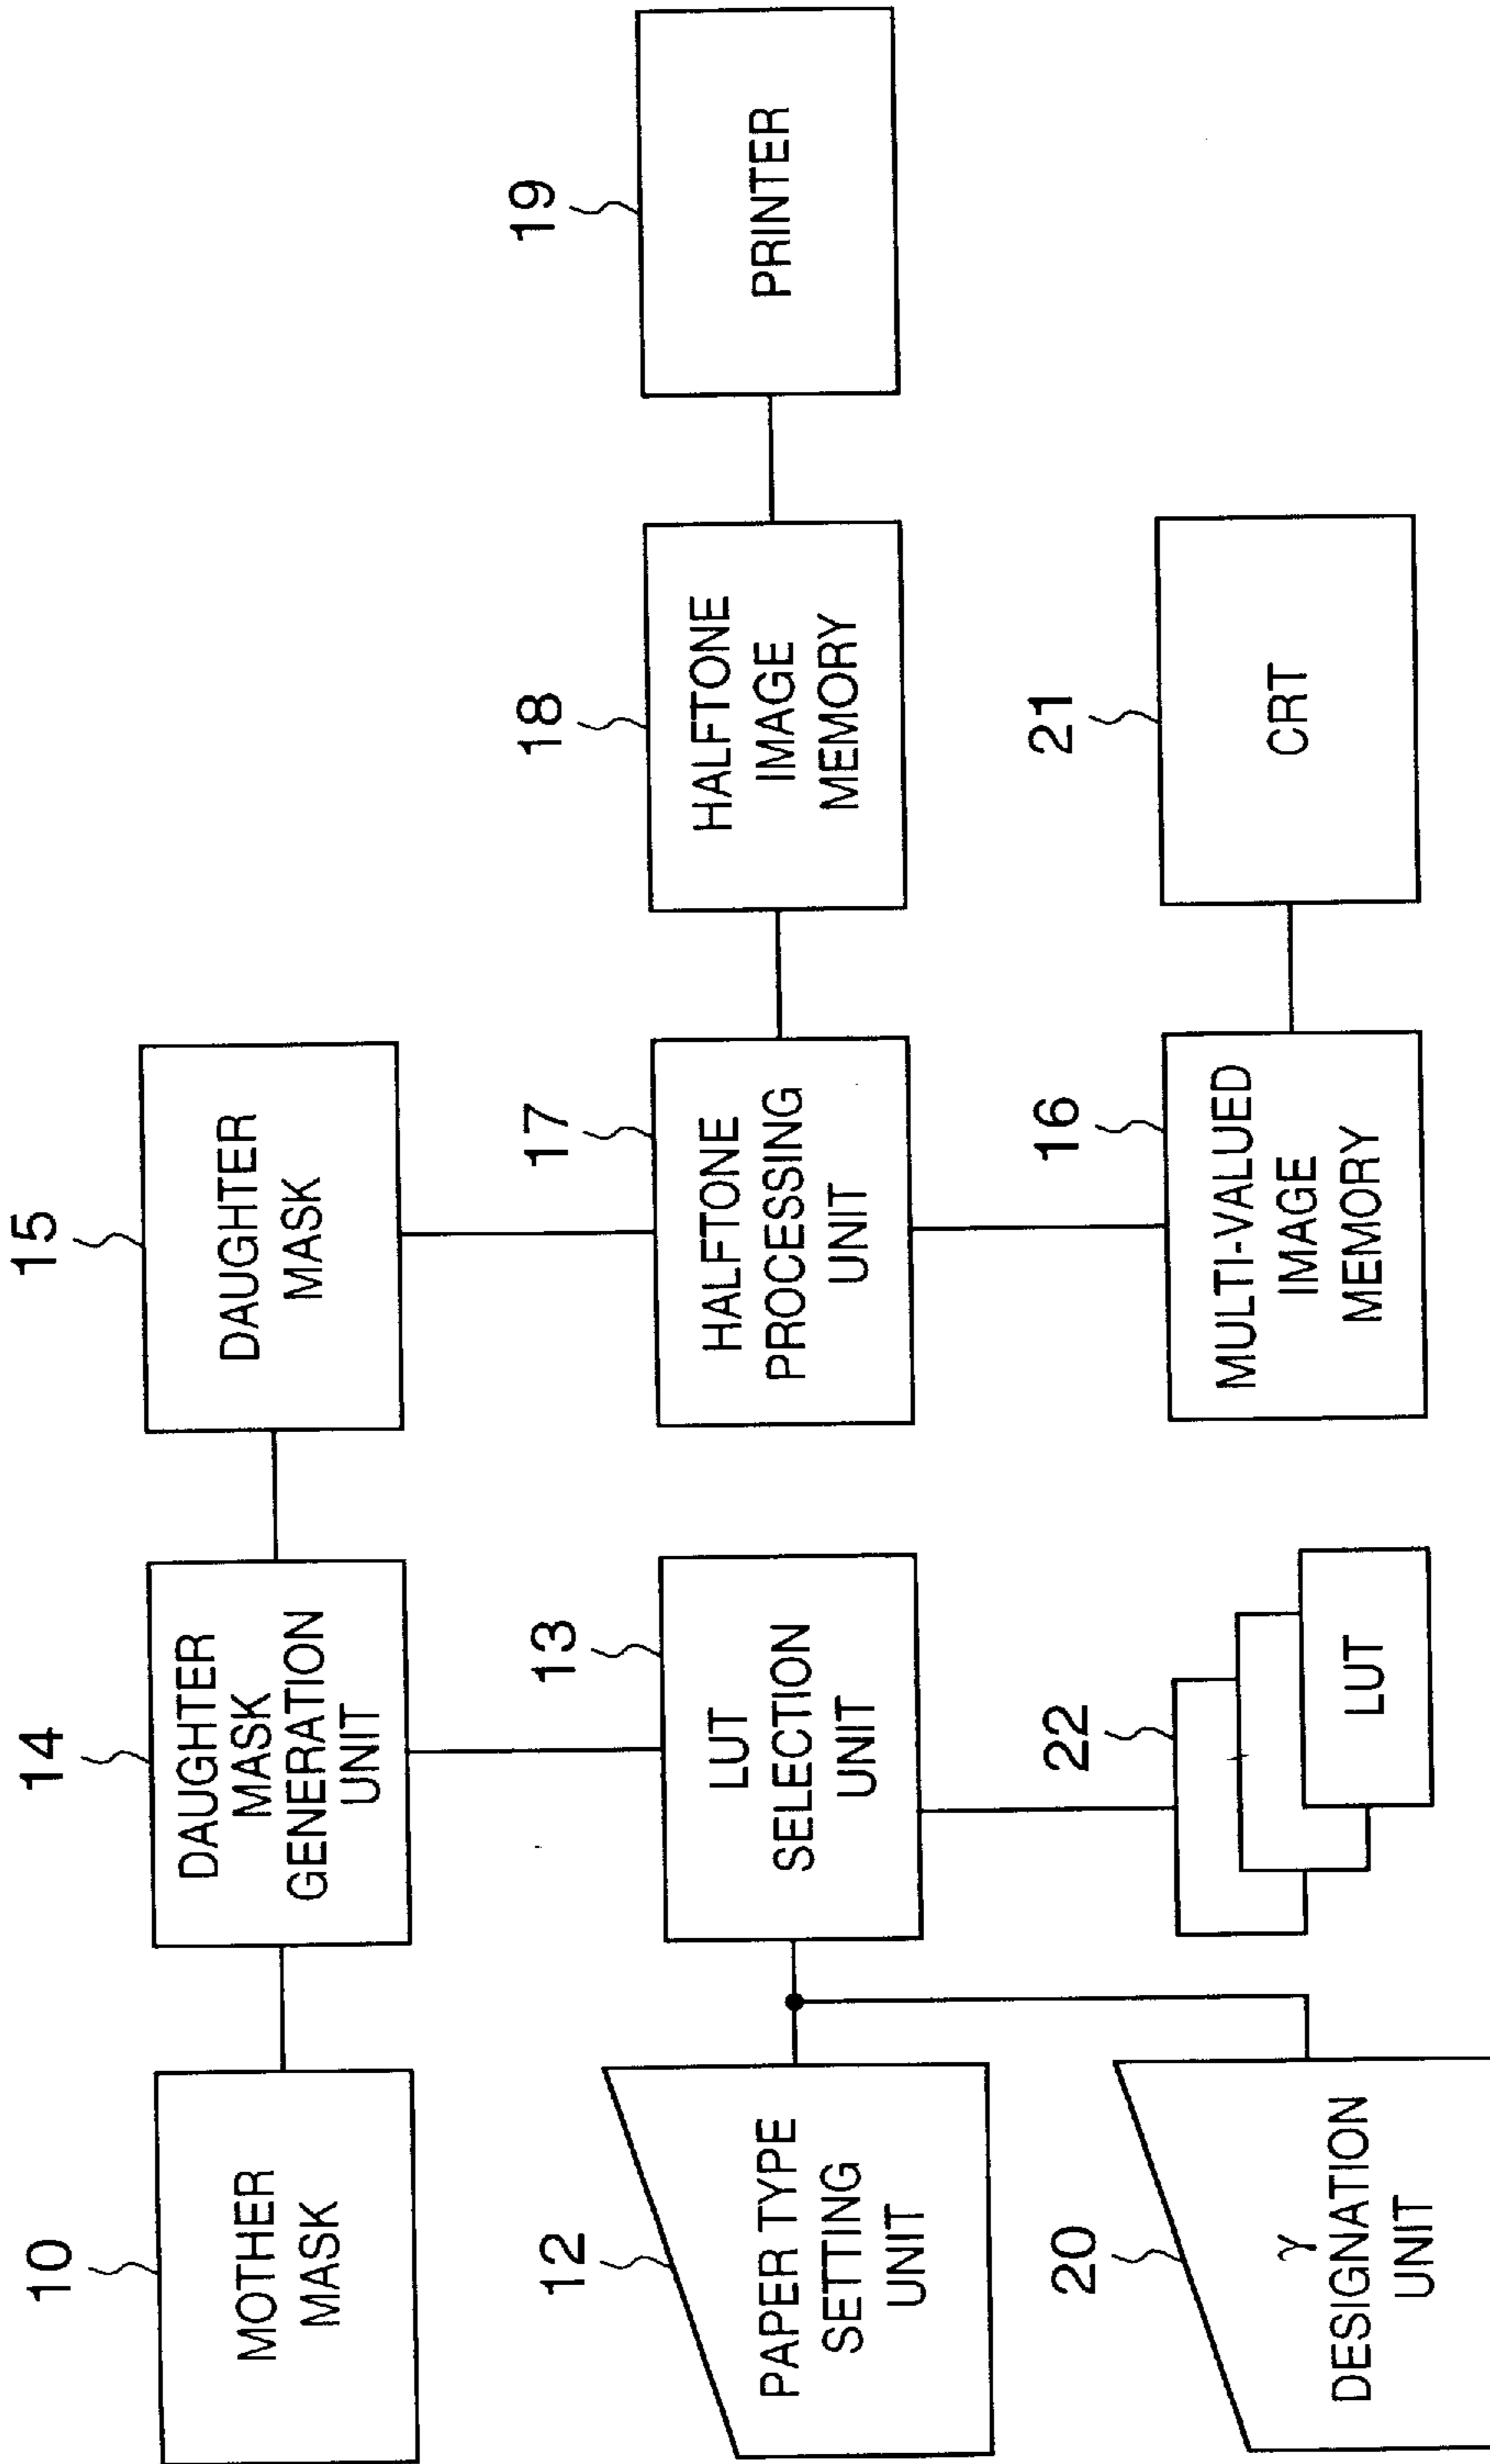 10
MOTHER
MASK
14
DAUGHTER
MASK
GENERATION
UNIT
15
DAUGHTER
MASK
12
PAPER TYPE
SETTING
UNIT
13
LUT
SELECTION
UNIT
17
HALFTONE
PROCESSING
UNIT
18
HALFTONE
IMAGE
MEMORY
19
PRINTER
20
γ
DESIGNATION
UNIT
22
LUT
16
MULTI-VALUED
IMAGE
MEMORY
21
CRT